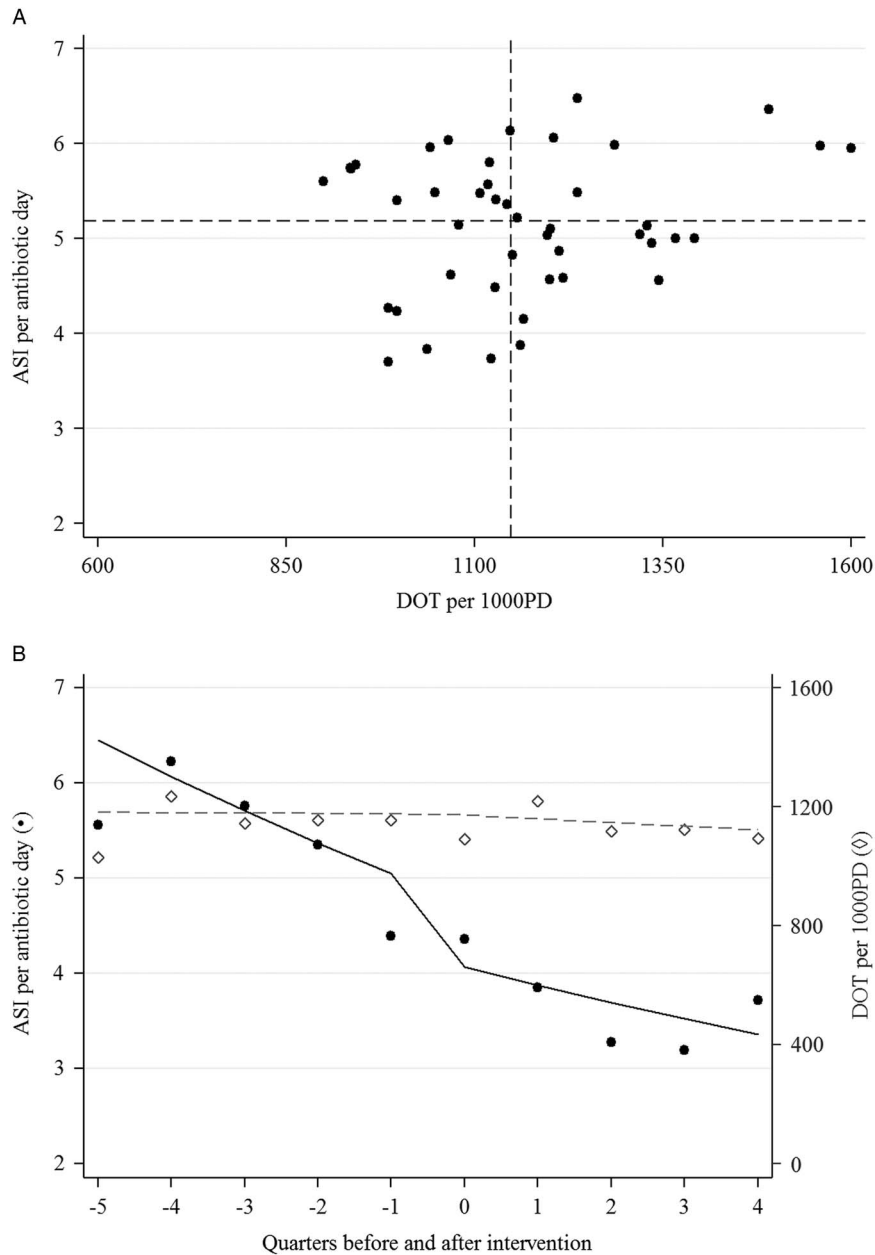 A
7
6
5
4
3
2
ASI per antibiotic day
600 850 1100 1350 1600
DOT per 1000PD
B
7
6
5
4
3
2
ASI per antibiotic day (•)
1600
1200
800
400
0
DOT per 1000PD (◊)
-5 -4 -3 -2 -1 0 1 2 3 4
Quarters before and after intervention